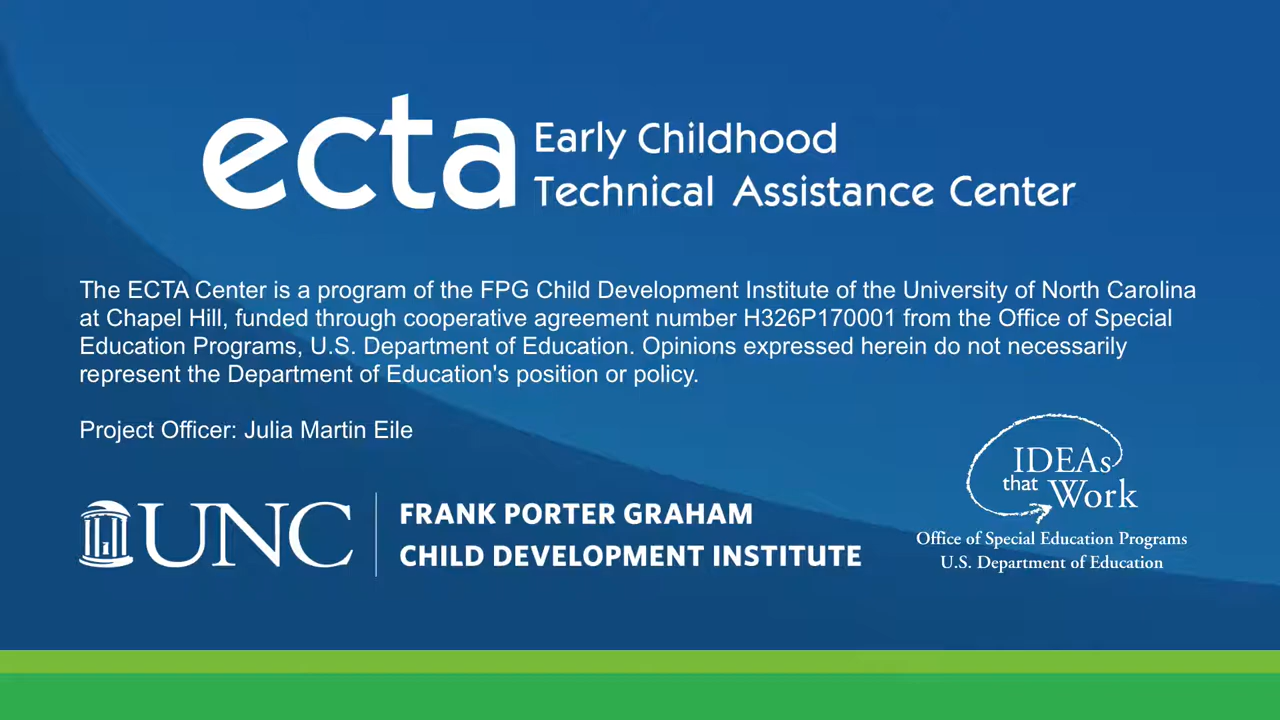 ecta Early Childhood
Technical Assistance Center
The ECTA Center is a program of the FPG Child Development Institute of the University of North Carolina
at Chapel Hill, funded through cooperative agreement number H326P170001 from the Office of Special
Education Programs, U.S. Department of Education. Opinions expressed herein do not necessarily
represent the Department of Education's position or policy.
Project Officer: Julia Martin Eile
UNC
FRANK PORTER GRAHAM
CHILD DEVELOPMENT INSTITUTE
IDEAs
that Work
Office of Special Education Programs
U.S. Department of Education